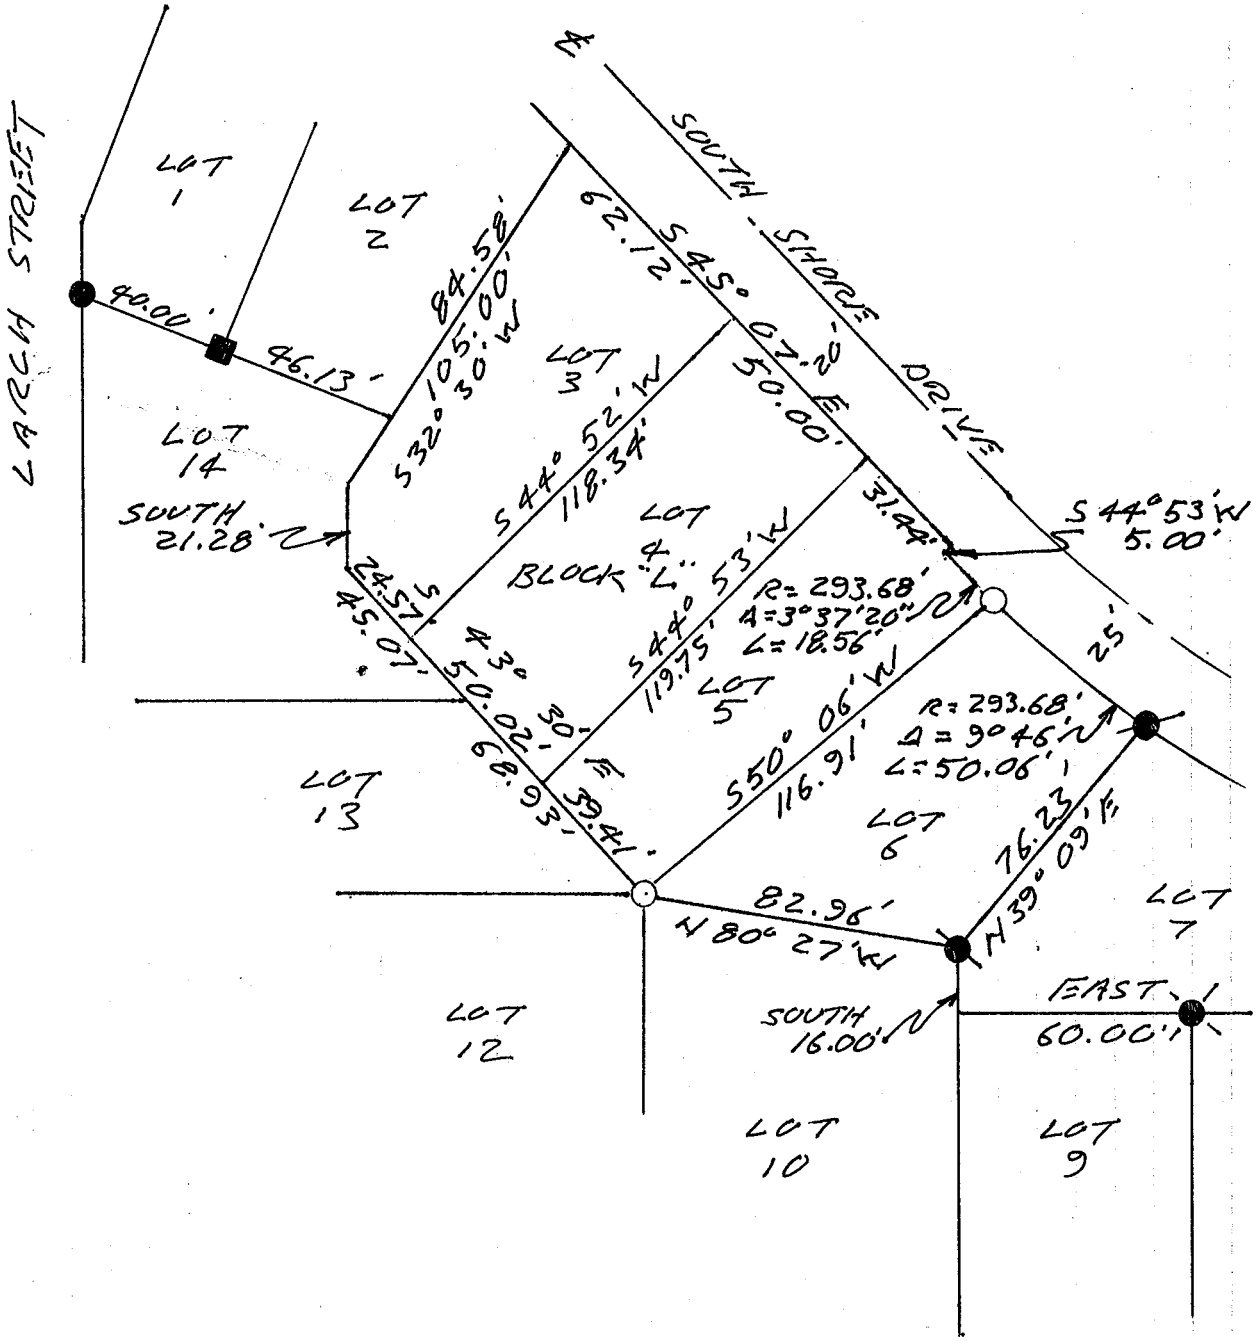 LARCH STREET
LOT
1
LOT
2
40.00'
46.13'
LOT
14
SOUTH
21.28'
84.58'
105.00'
S32° 30' W
62.12'
S 45° 07' 20" E
50.00'
31.44'
SOUTH SHORE DRIVE
LOT
3
S 44° 52' W
118.34'
LOT
4
BLOCK "L"
S 44° 53' W
119.75'
S 44° 53' W
5.00'
R= 293.68'
Δ=3°37'20"
L= 18.56'
LOT
5
24.57'
45.07'
S 43° 30' E
50.02'
68.93'
39.41'
S50° 06' W
116.91'
25'
R= 293.68'
Δ= 9°46'
L= 50.06'
LOT
6
76.23'
N 39° 09' E
LOT
7
LOT
13
82.96'
N 80° 27' W
LOT
12
SOUTH
16.00'
EAST
60.00'
LOT
10
LOT
9